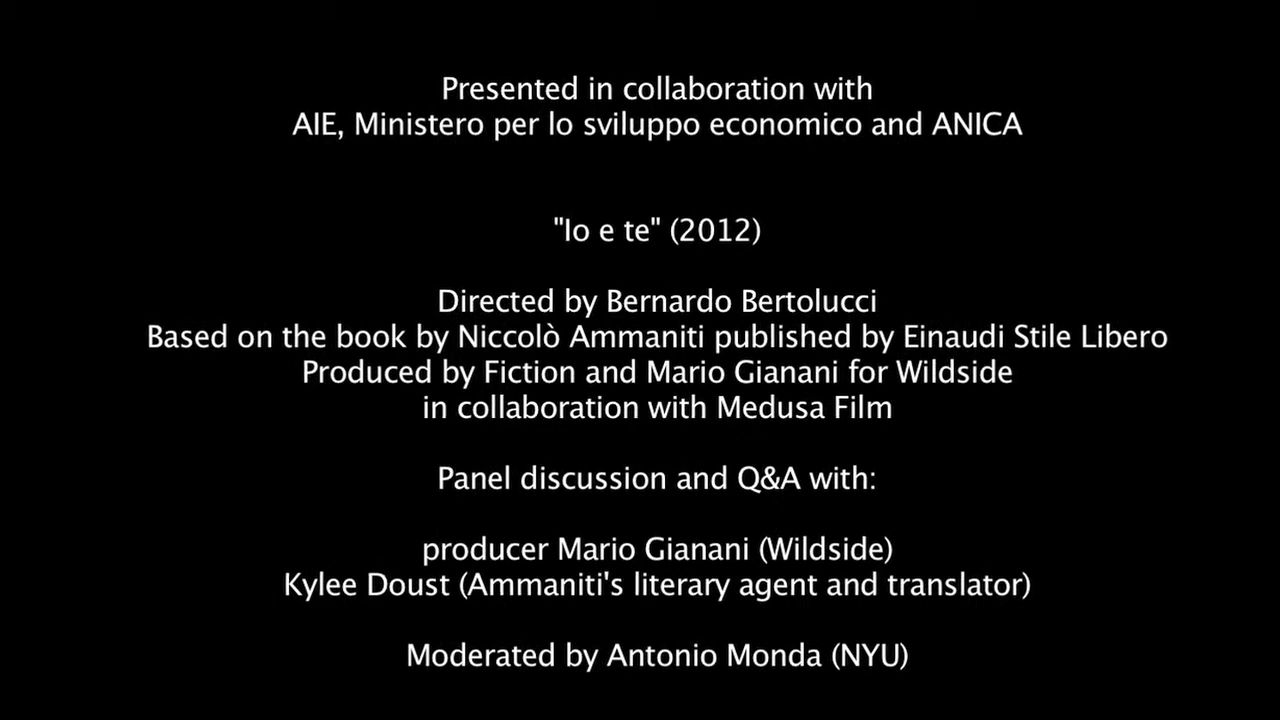 Presented in collaboration with
AIE, Ministero per lo sviluppo economico and ANICA
"Io e te" (2012)
Directed by Bernardo Bertolucci
Based on the book by Niccolò Ammaniti published by Einaudi Stile Libero
Produced by Fiction and Mario Gianani for Wildside
in collaboration with Medusa Film
Panel discussion and Q&A with:
producer Mario Gianani (Wildside)
Kylee Doust (Ammaniti's literary agent and translator)
Moderated by Antonio Monda (NYU)